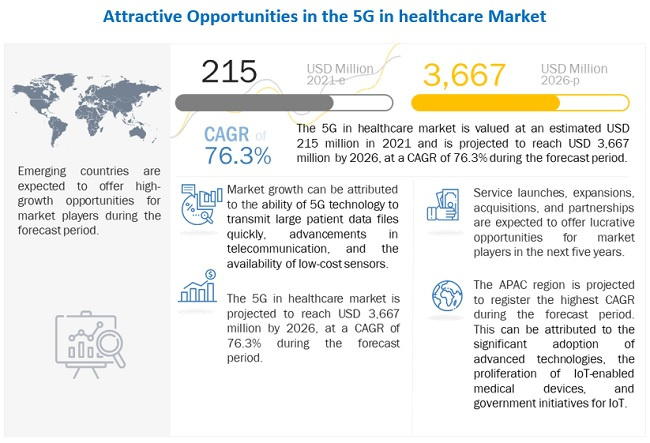 Attractive Opportunities in the 5G in healthcare Market
215
USD Million
2021-e
3,667
USD Million
2026-p
CAGR of
76.3%
The 5G in healthcare market is valued at an estimated USD
215 million in 2021 and is projected to reach USD 3,667
million by 2026, at a CAGR of 76.3% during the forecast period.
Emerging countries are
expected to offer high-
growth opportunities for
market players during the
forecast period.
Market growth can be attributed
to the ability of 5G technology to
transmit large patient data files
quickly, advancements in
telecommunication, and the
availability of low-cost sensors.
The 5G in healthcare market is
projected to reach USD 3,667
million by 2026, at a CAGR of
76.3% during the forecast
period.
Service launches, expansions,
acquisitions, and partnerships
are expected to offer lucrative
opportunities for market
players in the next five years.
The APAC region is projected
to register the highest CAGR
during the forecast period.
This can be attributed to the
significant adoption of
advanced technologies, the
proliferation of IoT-enabled
medical devices, and
government initiatives for IoT.